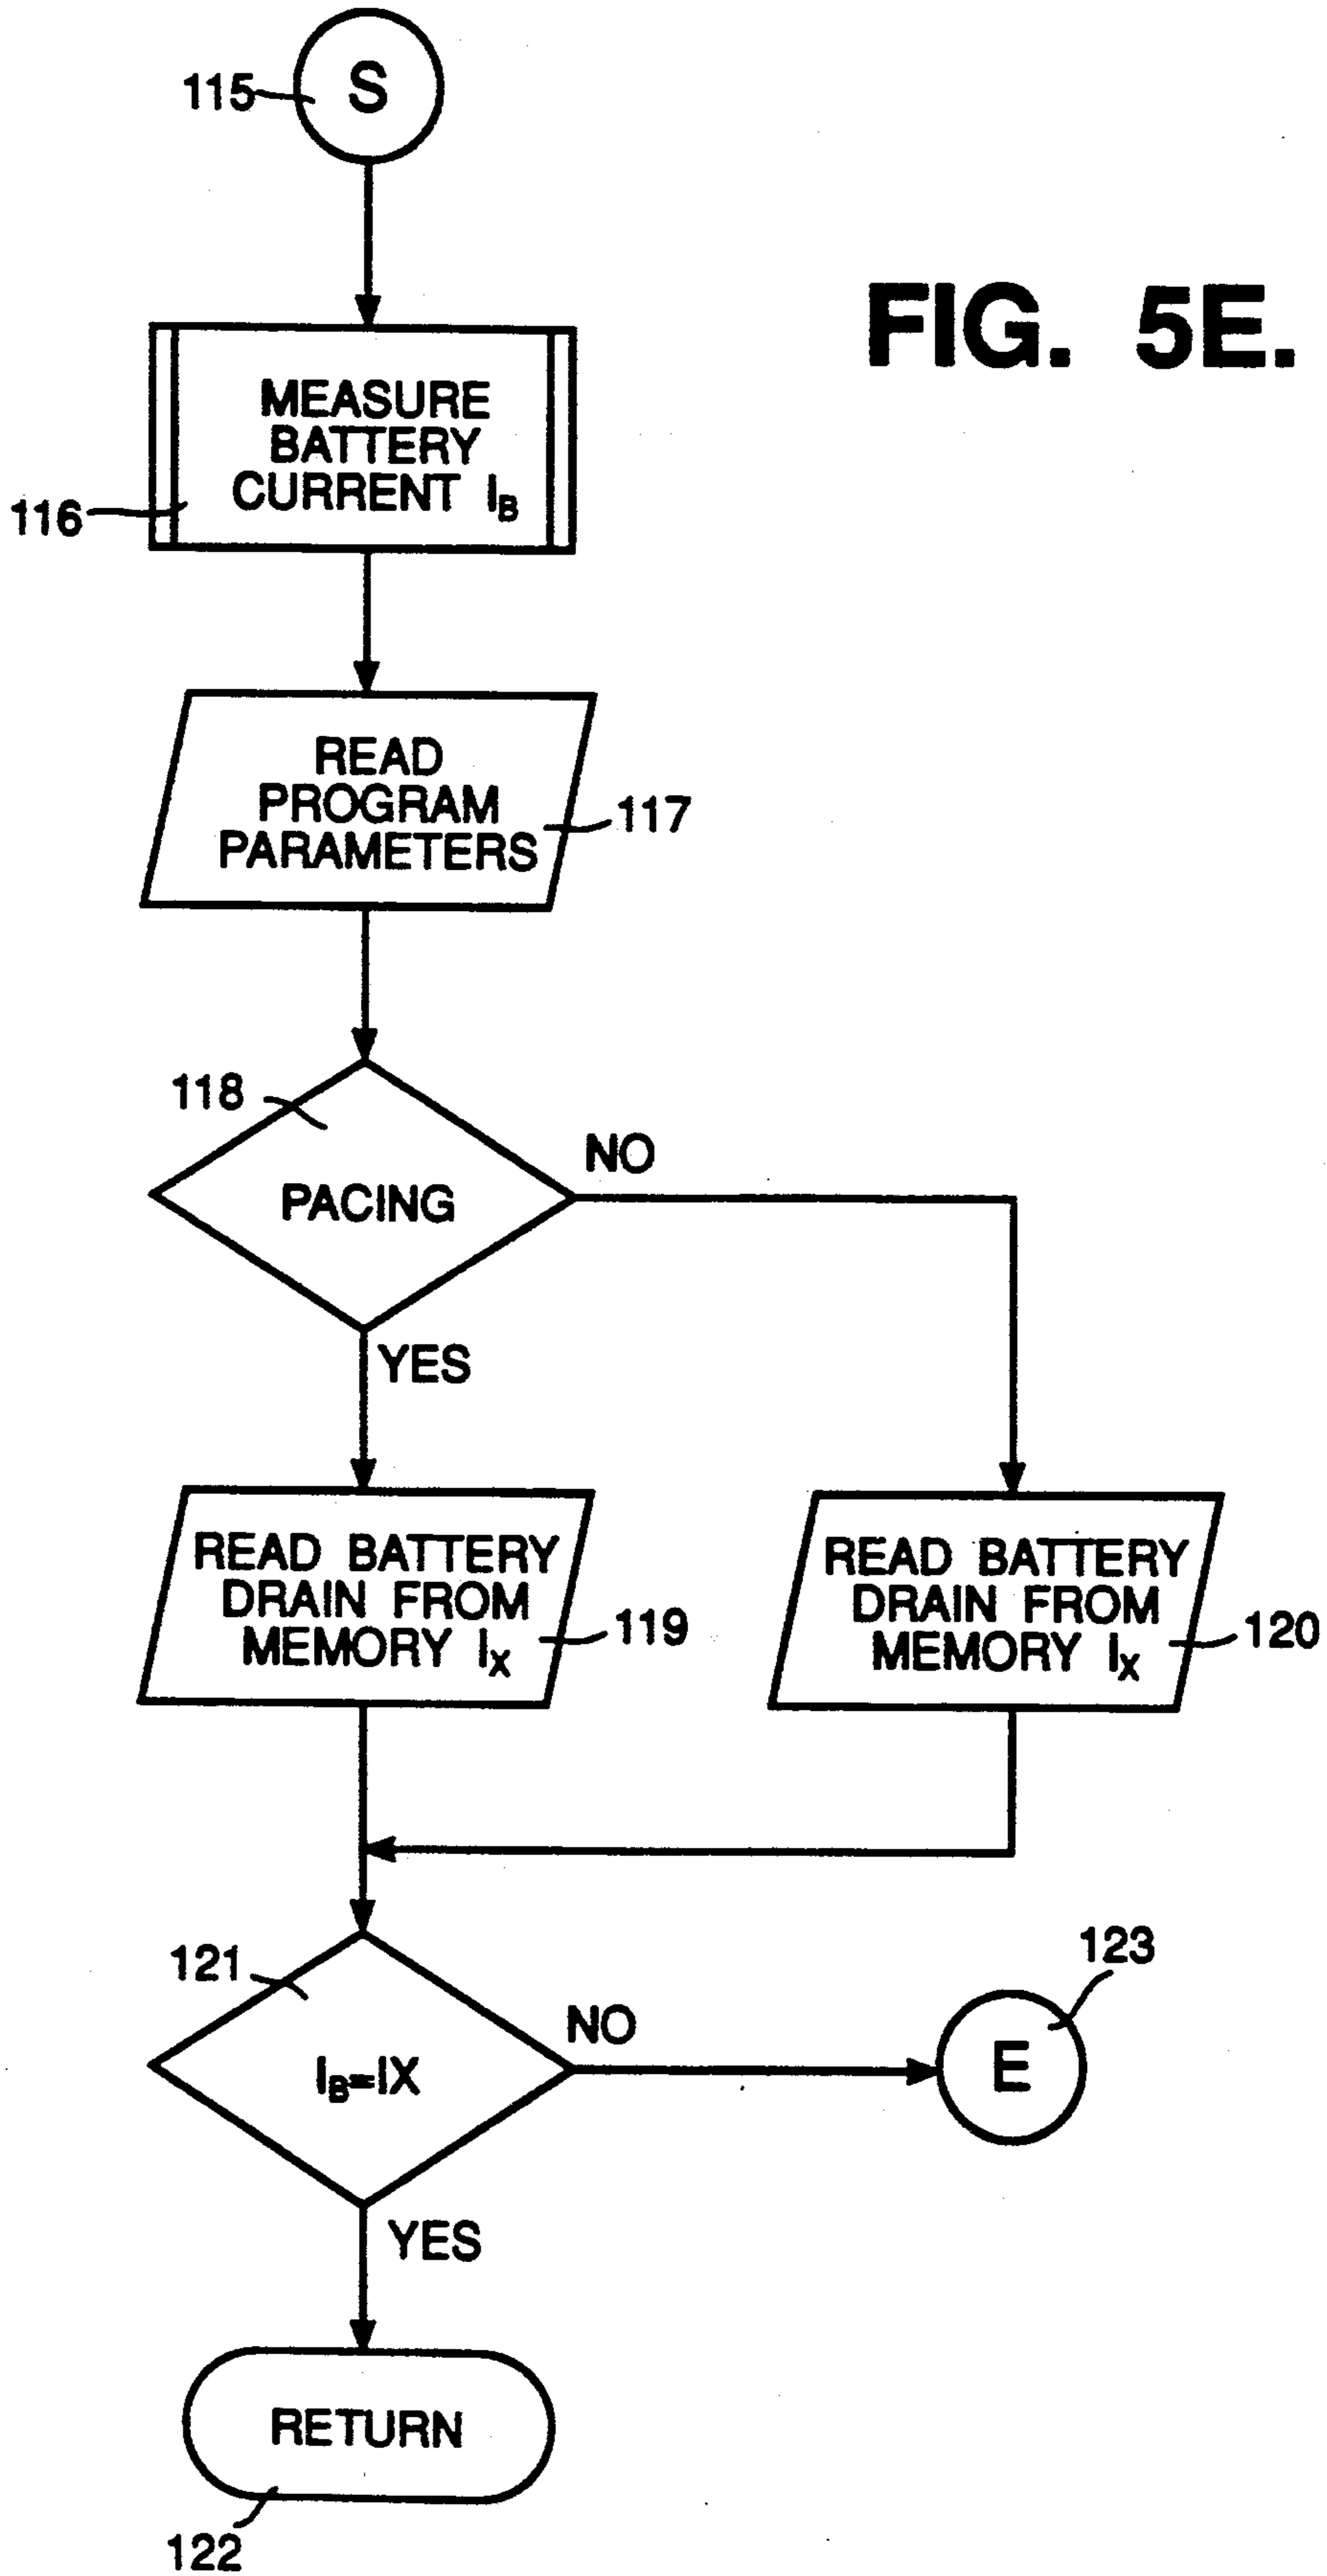 S
115
FIG. 5E.
MEASURE
BATTERY
CURRENT I_B
116
READ
PROGRAM
PARAMETERS
117
118
PACING
NO
YES
READ BATTERY
DRAIN FROM
MEMORY I_X
119
READ BATTERY
DRAIN FROM
MEMORY I_X
120
121
I_B=IX
NO
123
E
YES
RETURN
122